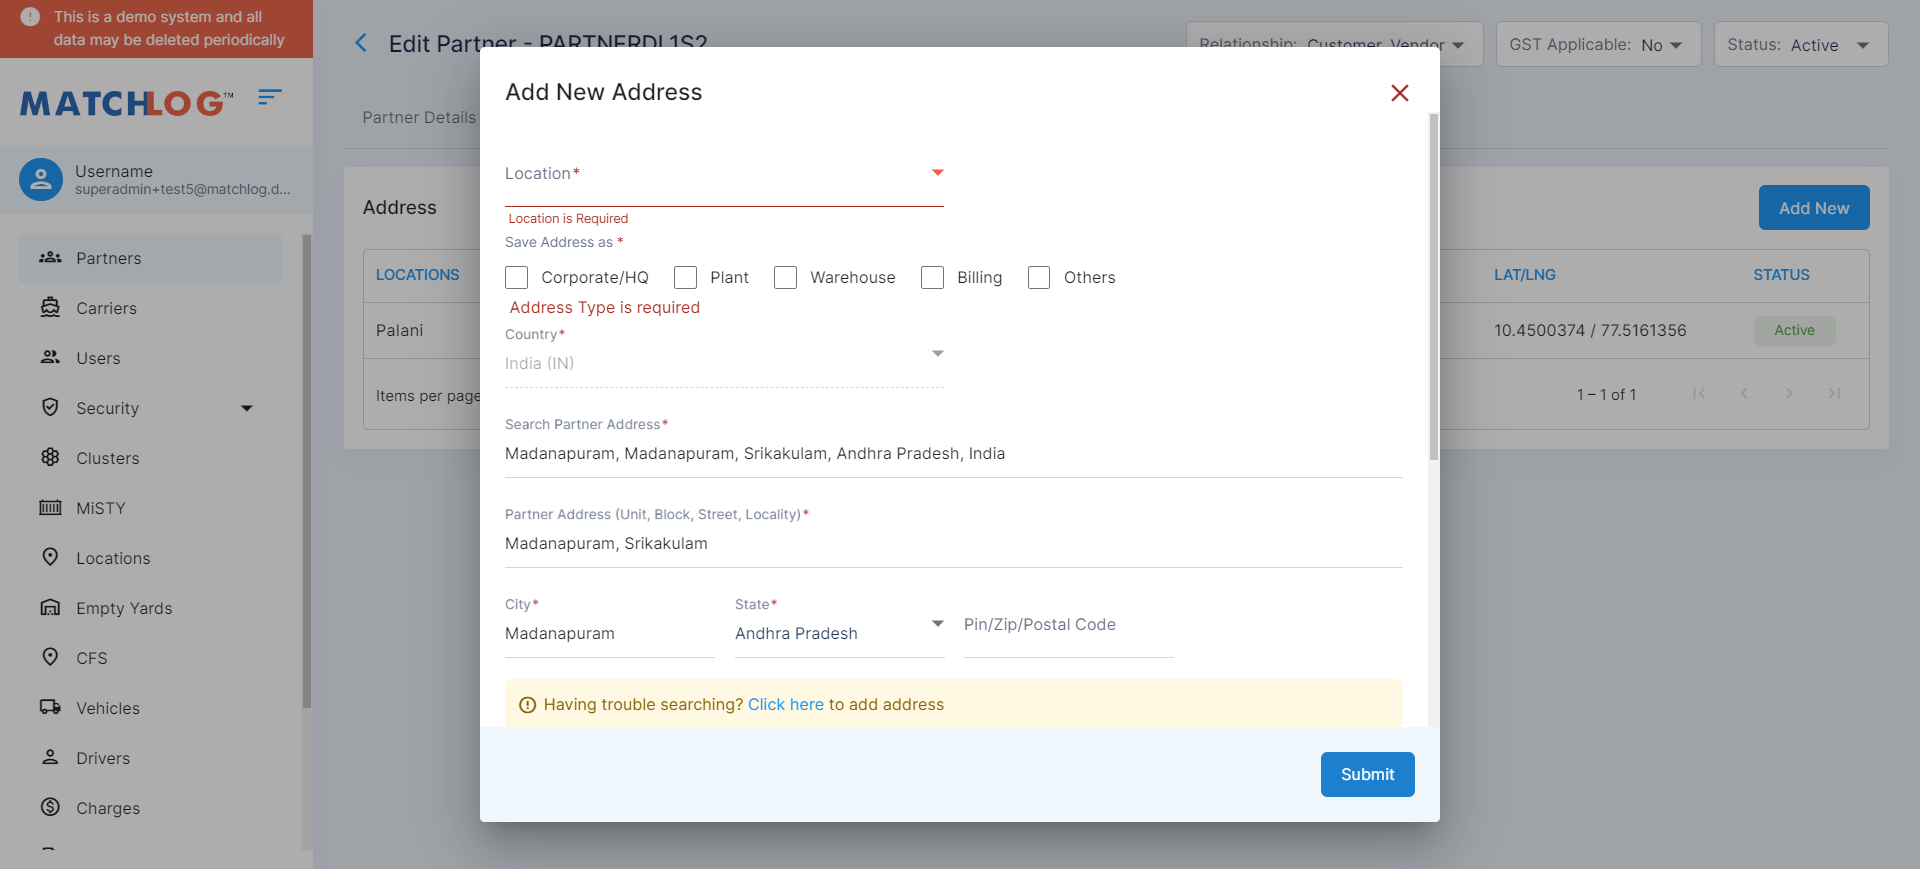 This is a demo system and all
data may be deleted periodically
MATCHLOG™
Username
superadmin+test5@matchlog.d...
Partners
Carriers
Users
Security
Clusters
MiSTY
Locations
Empty Yards
CFS
Vehicles
Drivers
Charges
Edit Partner - PARTNERDL1S2
Relationship: Customer, Vendor
GST Applicable: No
Status: Active
Partner Details
Address
Add New
LOCATIONS
LAT/LNG
STATUS
Palani
10.4500374 / 77.5161356
Active
Items per page
1 – 1 of 1
Add New Address
Location*
Location is Required
Save Address as *
Corporate/HQ
Plant
Warehouse
Billing
Others
Address Type is required
Country*
India (IN)
Search Partner Address*
Madanapuram, Madanapuram, Srikakulam, Andhra Pradesh, India
Partner Address (Unit, Block, Street, Locality)*
Madanapuram, Srikakulam
City*
Madanapuram
State*
Andhra Pradesh
Pin/Zip/Postal Code
Having trouble searching? Click here to add address
Submit